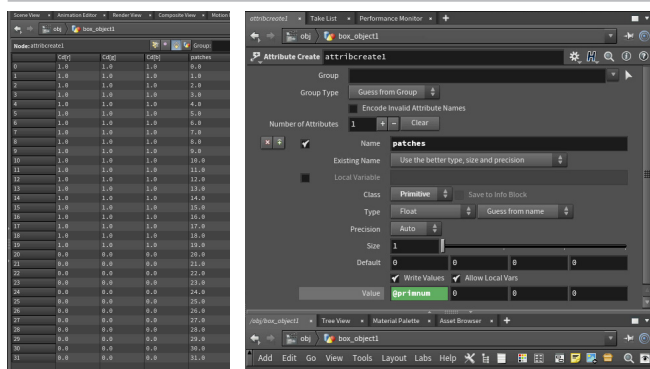 Scene View × Animation Editor × Render View × Composite View × Motion
obj box_object1
Node: attribcreate1 Group:
Cd[r] Cd[g] Cd[b] patches
0 1.0 1.0 1.0 0.0
1 1.0 1.0 1.0 1.0
2 1.0 1.0 1.0 2.0
3 1.0 1.0 1.0 3.0
4 1.0 1.0 1.0 4.0
5 1.0 1.0 1.0 5.0
6 1.0 1.0 1.0 6.0
7 1.0 1.0 1.0 7.0
8 1.0 1.0 1.0 8.0
9 1.0 1.0 1.0 9.0
10 1.0 1.0 1.0 10.0
11 1.0 1.0 1.0 11.0
12 1.0 1.0 1.0 12.0
13 1.0 1.0 1.0 13.0
14 1.0 1.0 1.0 14.0
15 1.0 1.0 1.0 15.0
16 1.0 1.0 1.0 16.0
17 1.0 1.0 1.0 17.0
18 1.0 1.0 1.0 18.0
19 1.0 1.0 1.0 19.0
20 0.0 0.0 0.0 20.0
21 0.0 0.0 0.0 21.0
22 0.0 0.0 0.0 22.0
23 0.0 0.0 0.0 23.0
24 0.0 0.0 0.0 24.0
25 0.0 0.0 0.0 25.0
26 0.0 0.0 0.0 26.0
27 0.0 0.0 0.0 27.0
28 0.0 0.0 0.0 28.0
29 0.0 0.0 0.0 29.0
30 0.0 0.0 0.0 30.0
31 0.0 0.0 0.0 31.0
attribcreate1 × Take List × Performance Monitor × +
obj box_object1
Attribute Create attribcreate1
Group
Group Type Guess from Group
Encode Invalid Attribute Names
Number of Attributes 1 + − Clear
Name patches
Existing Name Use the better type, size and precision
Local Variable
Class Primitive Save to Info Block
Type Float Guess from name
Precision Auto
Size 1
Default 0 0 0 0
Write Values Allow Local Vars
Value @primnum 0 0 0
/obj/box_object1 × Tree View × Material Palette × Asset Browser × +
obj box_object1
Add Edit Go View Tools Layout Labs Help